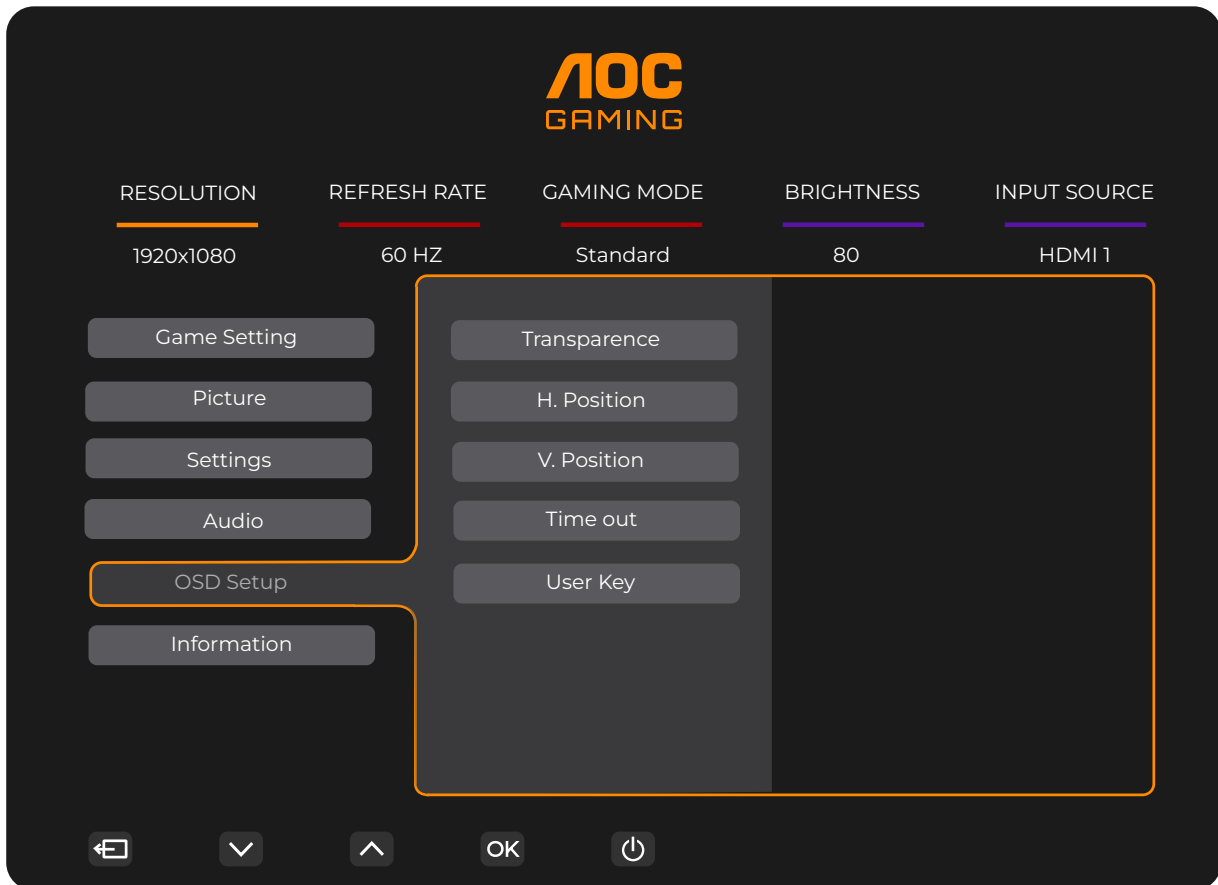 AOC
GAMING
RESOLUTION REFRESH RATE GAMING MODE BRIGHTNESS INPUT SOURCE
1920x1080 60 HZ Standard 80 HDMI 1
Game Setting
Picture
Settings
Audio
OSD Setup
Information
Transparence
H. Position
V. Position
Time out
User Key
OK